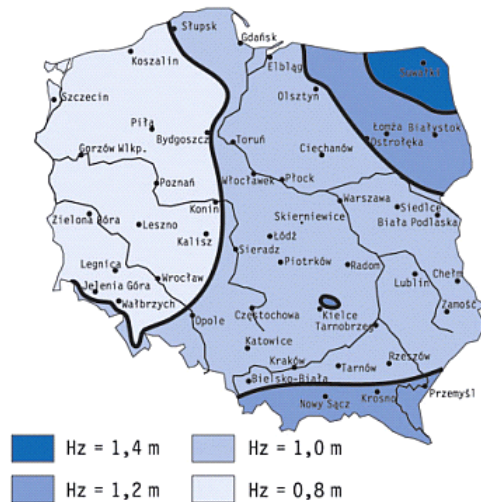 Słupsk
Gdańsk
Koszalin
Elbląg
Suwałki
Olsztyn
Szczecin
Piła
Bydgoszcz
Toruń
Łomża Białystok
Ostrołęka
Gorzów Wlkp.
Ciechanów
Poznań
Włocławek
Płock
Konin
Warszawa
Siedlce
Zielona Góra
Leszno
Skierniewice
Biała Podlaska
Kalisz
Łódź
Sieradz
Legnica
Wrocław
Piotrków
Radom
Chełm
Lublin
Jelenia Góra
Wałbrzych
Opole
Częstochowa
Kielce
Zamość
Tarnobrzeg
Katowice
Kraków
Rzeszów
Tarnów
Bielsko-Biała
Przemyśl
Nowy Sącz
Krosno
Hz = 1,4 m
Hz = 1,0 m
Hz = 1,2 m
Hz = 0,8 m